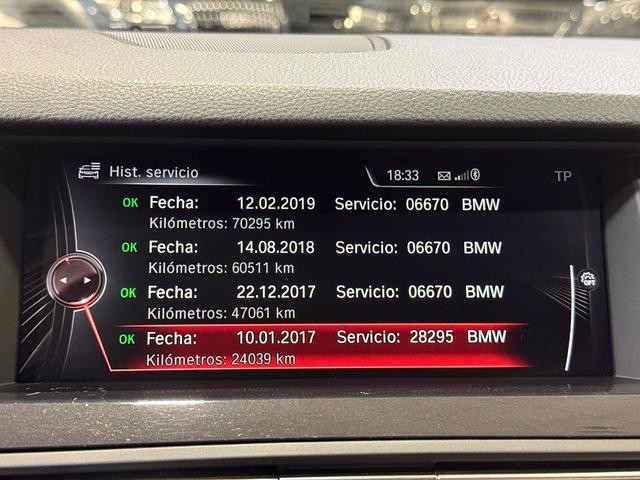 Hist. servicio 18:33 TP
OK Fecha: 12.02.2019 Servicio: 06670 BMW
Kilómetros: 70295 km
OK Fecha: 14.08.2018 Servicio: 06670 BMW
Kilómetros: 60511 km
OK Fecha: 22.12.2017 Servicio: 06670 BMW
Kilómetros: 47061 km
OK Fecha: 10.01.2017 Servicio: 28295 BMW
Kilómetros: 24039 km
OFF